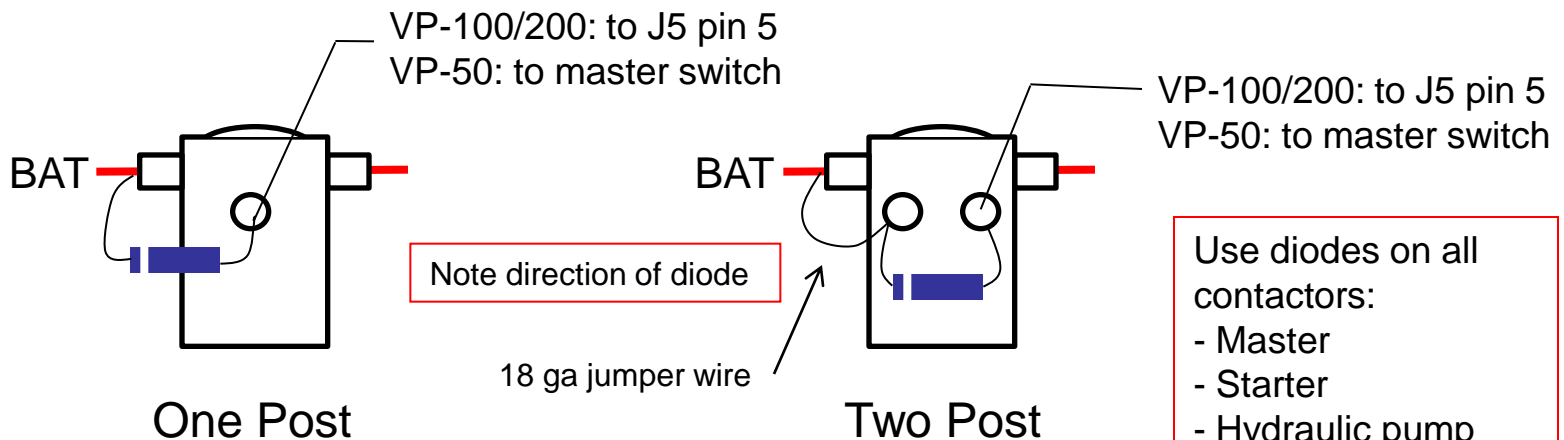 VP-100/200: to J5 pin 5
VP-50: to master switch
BAT
One Post
Note direction of diode
18 ga jumper wire
VP-100/200: to J5 pin 5
VP-50: to master switch
BAT
Two Post
Use diodes on all
contactors:
- Master
- Starter
- Hydraulic pump